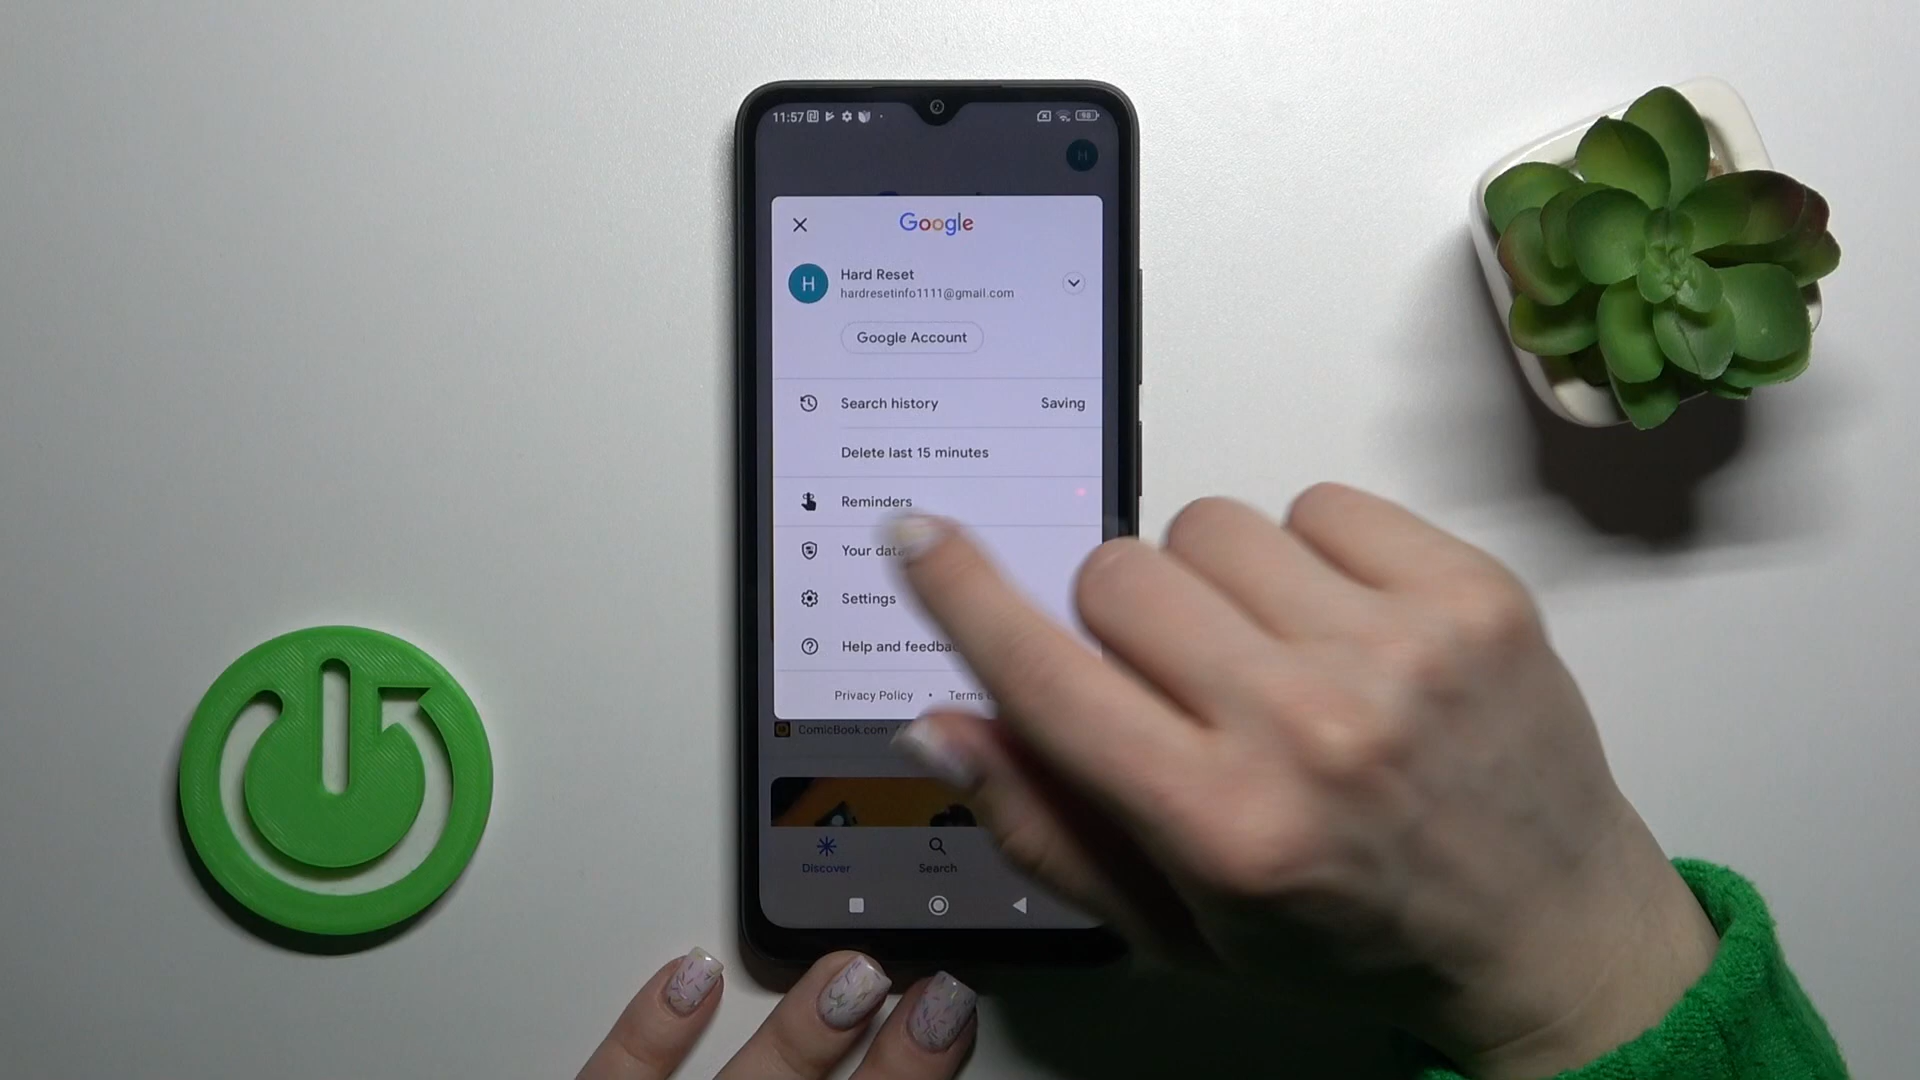 11:57
98
H
Google
H
Hard Reset
hardresetinfo1111@gmail.com
Google Account
Search history Saving
Delete last 15 minutes
Reminders
Your data
Settings
Help and
Privacy Policy • Terms
ComicBook.com
Discover
Search